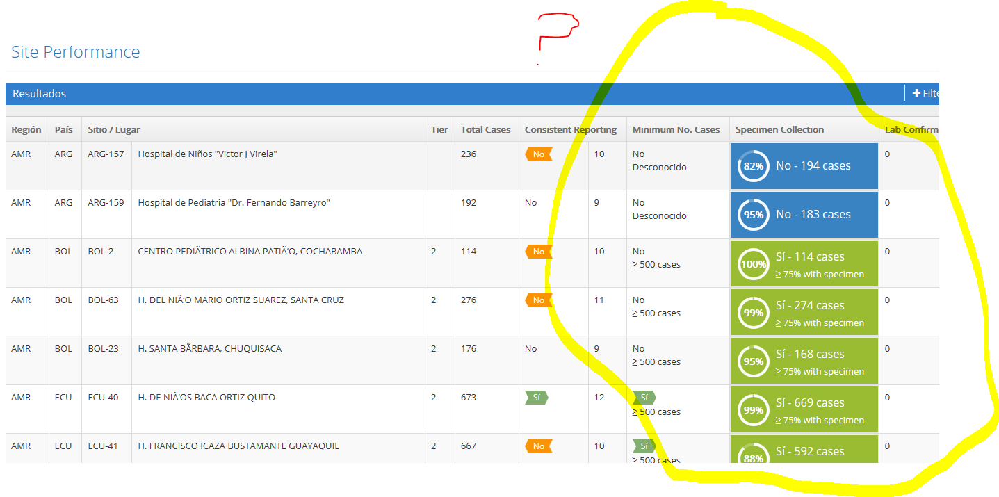 ?
Site Performance
Resultados
+ Filte
Región País Sitio / Lugar Tier Total Cases Consistent Reporting Minimum No. Cases Specimen Collection Lab Confirm
AMR ARG ARG-157 Hospital de Niños "Victor J Virela" 236 No 10 No 82% No - 194 cases 0
Desconocido
AMR ARG ARG-159 Hospital de Pediatria "Dr. Fernando Barreyro" 192 No 9 No 95% No - 183 cases 0
Desconocido
AMR BOL BOL-2 CENTRO PEDIÃTRICO ALBINA PATIÃ'O, COCHABAMBA 2 114 No 10 No 100% Sí - 114 cases 0
≥ 500 cases ≥ 75% with specimen
AMR BOL BOL-63 H. DEL NIÃ'O MARIO ORTIZ SUAREZ, SANTA CRUZ 2 276 No 11 No 99% Sí - 274 cases 0
≥ 500 cases ≥ 75% with specimen
AMR BOL BOL-23 H. SANTA BÃRBARA, CHUQUISACA 2 176 No 9 No 95% Sí - 168 cases 0
≥ 500 cases ≥ 75% with specimen
AMR ECU ECU-40 H. DE NIÃ'OS BACA ORTIZ QUITO 2 673 Sí 12 Sí 99% Sí - 669 cases 0
≥ 500 cases ≥ 75% with specimen
AMR ECU ECU-41 H. FRANCISCO ICAZA BUSTAMANTE GUAYAQUIL 2 667 No 10 Sí 88% Sí - 592 cases 0
≥ 500 cases